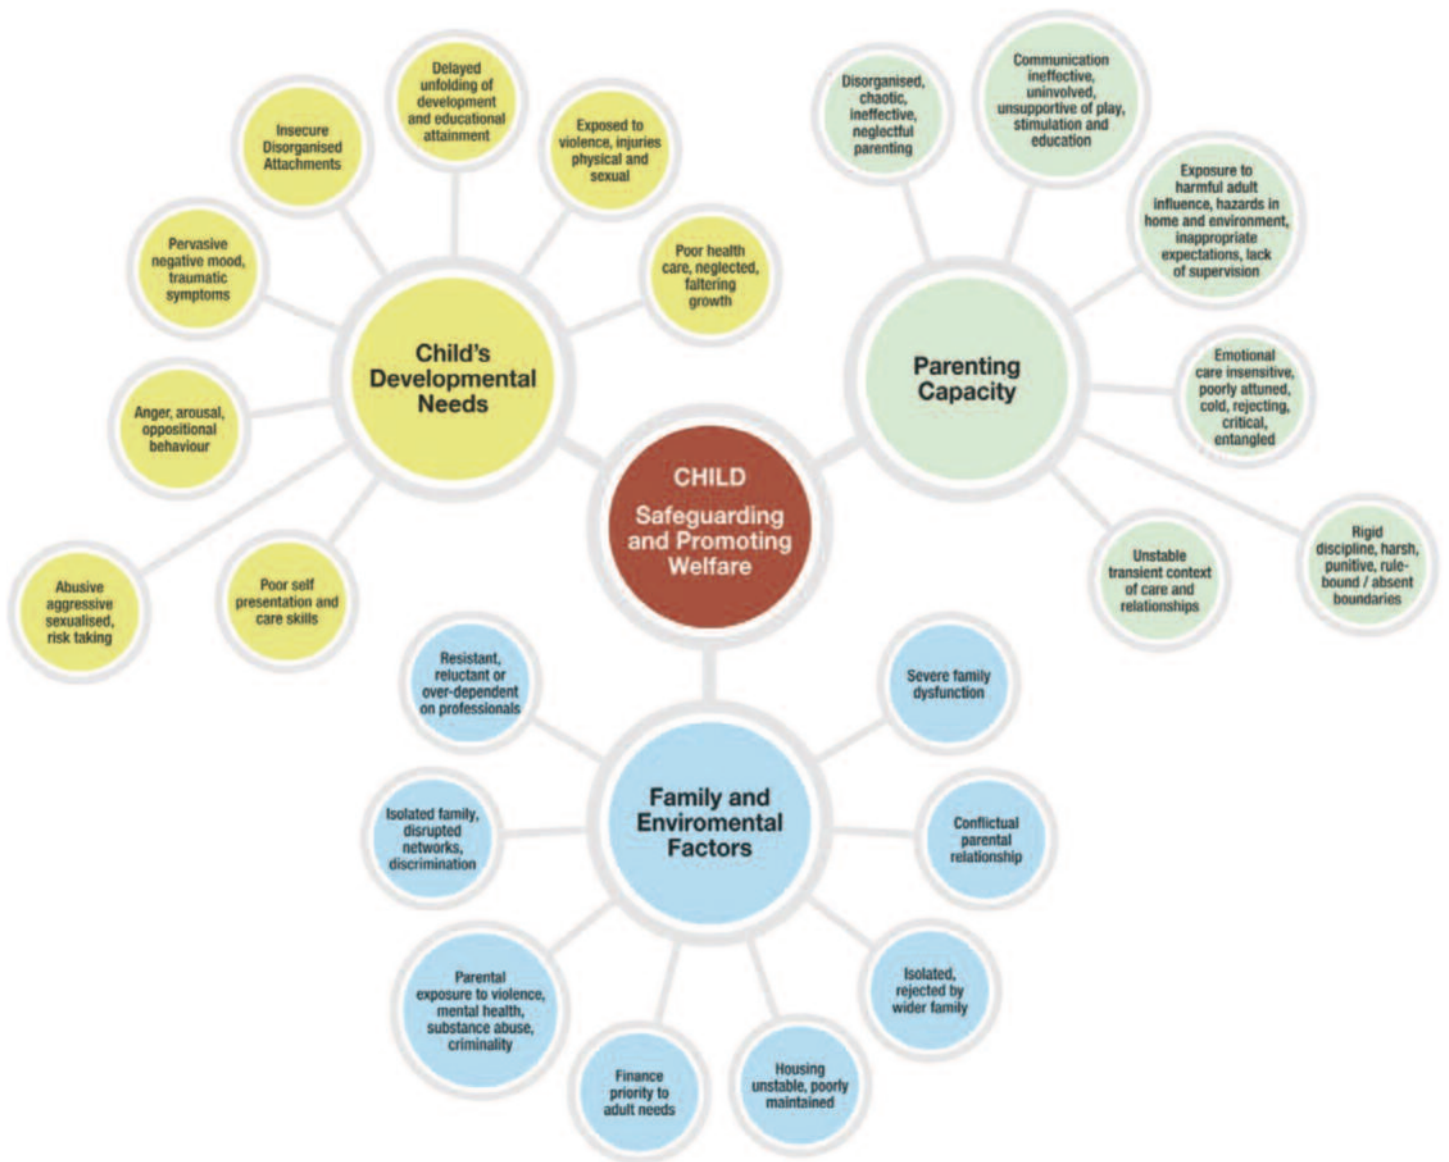 Delayed
unfolding of
development
and educational
attainment
Insecure
Disorganised
Attachments
Exposed to
violence, injuries
physical and
sexual
Pervasive
negative mood,
traumatic
symptoms
Poor health
care, neglected,
faltering
growth
Child's
Developmental
Needs
Anger, arousal,
oppositional
behaviour
Abusive
aggressive
sexualised,
risk taking
Poor self
presentation and
care skills
Disorganised,
chaotic,
ineffective,
neglectful
parenting
Communication
ineffective,
uninvolved,
unsupportive of play,
stimulation and
education
Exposure to
harmful adult
influence, hazards in
home and environment,
inappropriate
expectations, lack
of supervision
Parenting
Capacity
Emotional
care insensitive,
poorly attuned,
cold, rejecting,
critical,
entangled
Rigid
discipline, harsh,
punitive, rule-
bound / absent
boundaries
Unstable
transient context
of care and
relationships
CHILD
Safeguarding
and Promoting
Welfare
Resistant,
reluctant or
over-dependent
on professionals
Severe family
dysfunction
Family and
Enviromental
Factors
Isolated family,
disrupted
networks,
discrimination
Conflictual
parental
relationship
Parental
exposure to violence,
mental health,
substance abuse,
criminality
Isolated,
rejected by
wider family
Finance
priority to
adult needs
Housing
unstable, poorly
maintained